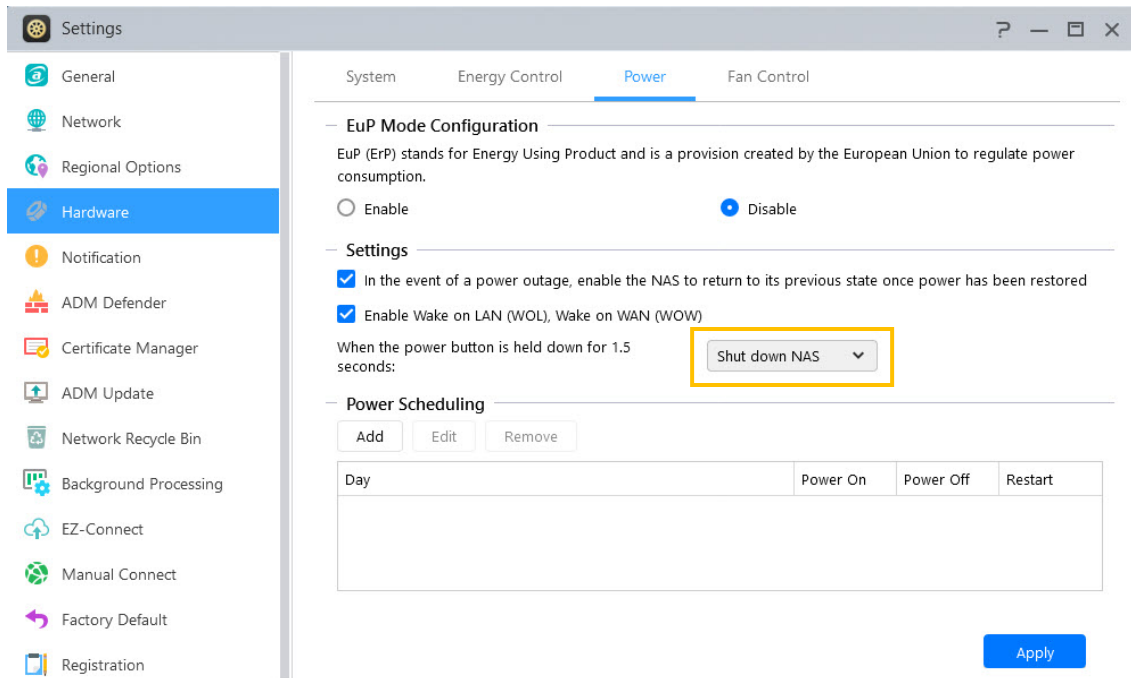 Settings
General
Network
Regional Options
Hardware
Notification
ADM Defender
Certificate Manager
ADM Update
Network Recycle Bin
Background Processing
EZ-Connect
Manual Connect
Factory Default
Registration
System Energy Control Power Fan Control
EuP Mode Configuration
EuP (ErP) stands for Energy Using Product and is a provision created by the European Union to regulate power
consumption.
Enable Disable
Settings
In the event of a power outage, enable the NAS to return to its previous state once power has been restored
Enable Wake on LAN (WOL), Wake on WAN (WOW)
When the power button is held down for 1.5
seconds:
Shut down NAS
Power Scheduling
Add Edit Remove
Day Power On Power Off Restart
Apply